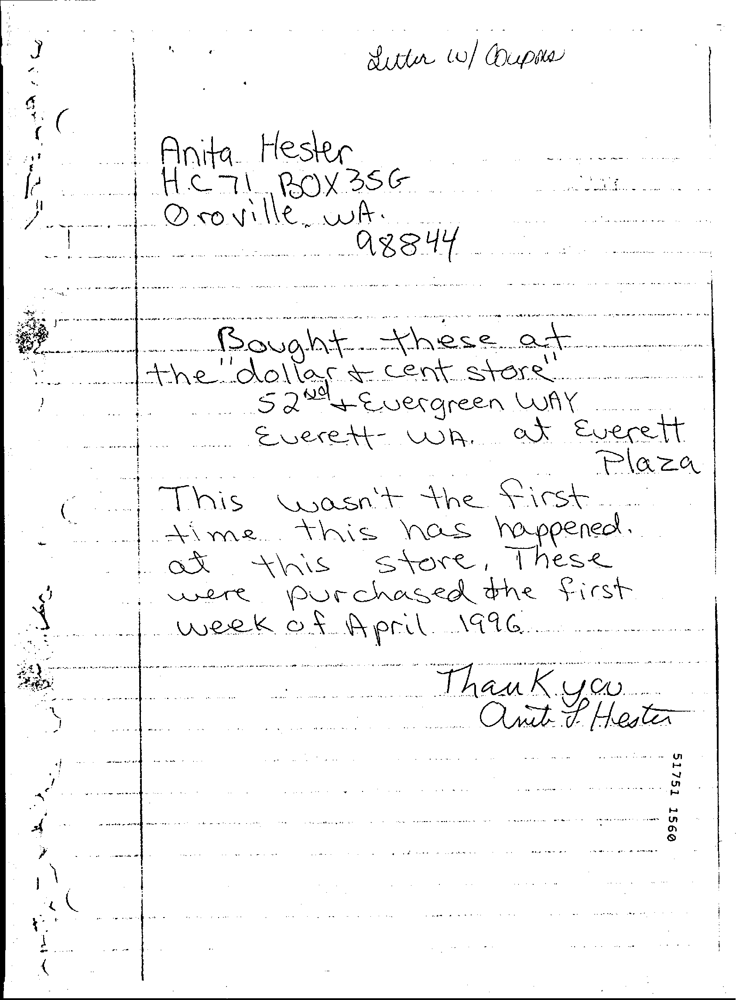 Letter w/ Coupons
Anita Hester
H.C 71 BOX 35G
Oroville, WA.
98844
Bought these at
the "dollar & cent store"
52nd & Evergreen WAY
Everett- WA. at Everett
Plaza
This wasn't the first
time this has happened.
at this store, These
were purchased the first
week of April 1996
Thank you
Anita L Hester
51751 1560